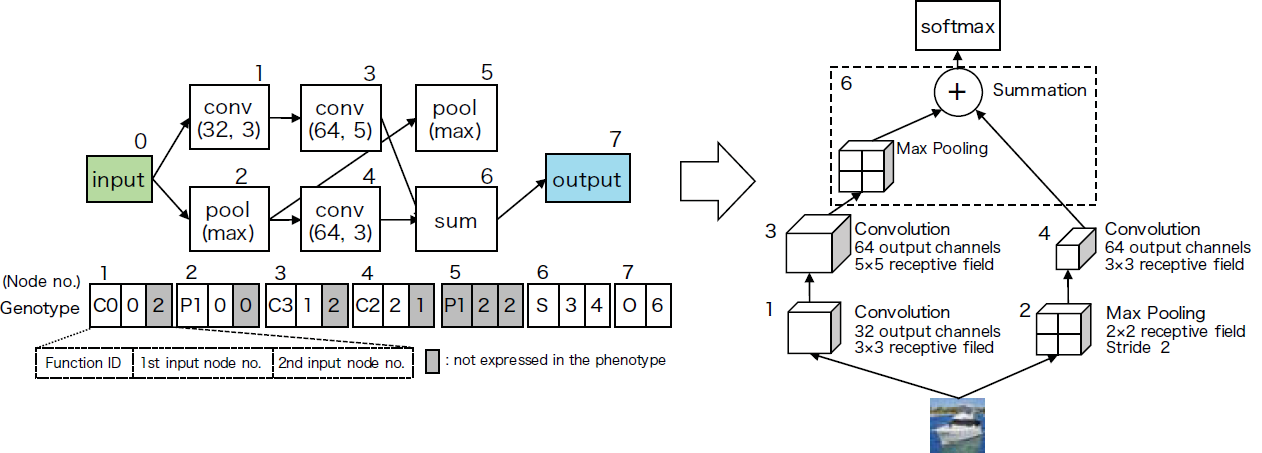 1
3
5
conv
(32, 3)
conv
(64, 5)
pool
(max)
0
input
7
output
2
4
6
pool
(max)
conv
(64, 3)
sum
(Node no.)
1
2
3
4
5
6
7
Genotype
C0 0 2
P1 0 0
C3 1 2
C2 2 1
P1 2 2
S 3 4
O 6
Function ID
1st input node no.
2nd input node no.
: not expressed in the phenotype
softmax
6
+
Summation
Max Pooling
3
Convolution
64 output channels
5×5 receptive field
4
Convolution
64 output channels
3×3 receptive field
1
Convolution
32 output channels
3×3 receptive filed
2
Max Pooling
2×2 receptive field
Stride 2